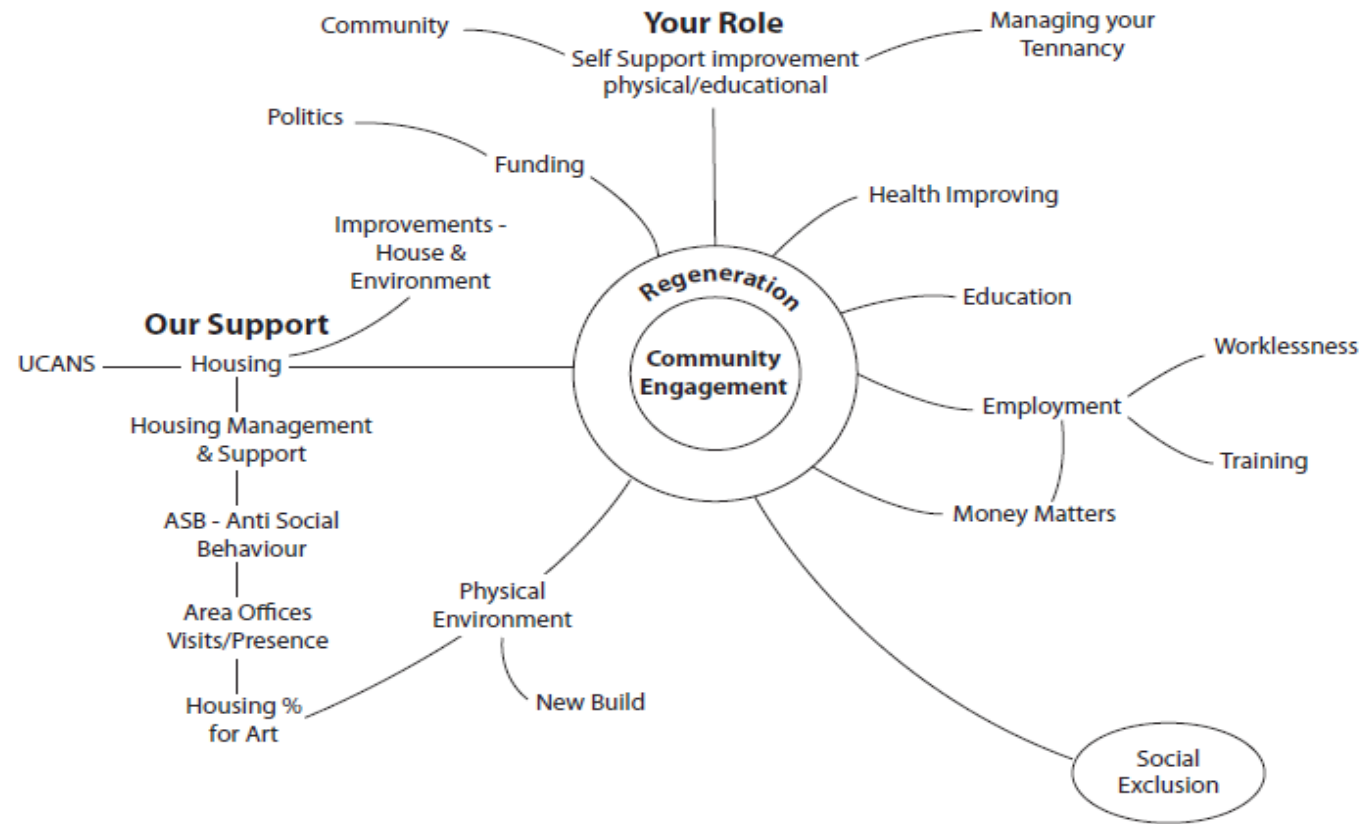 Your Role
Community
Self Support improvement
physical/educational
Managing your
Tennancy
Politics
Funding
Health Improving
Improvements -
House &
Environment
Regeneration
Community
Engagement
Education
Our Support
UCANS
Housing
Worklessness
Employment
Training
Money Matters
Housing Management
& Support
ASB - Anti Social
Behaviour
Area Offices
Visits/Presence
Housing %
for Art
Physical
Environment
New Build
Social
Exclusion